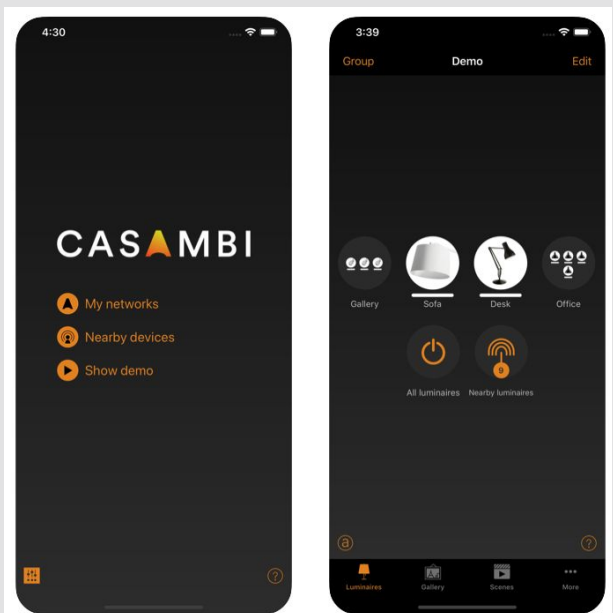 4:30
CASAMBI
My networks
Nearby devices
Show demo
?
3:39
Group Demo Edit
Gallery Sofa Desk Office
9
All luminaires Nearby luminaires
a ?
Luminaires Gallery Scenes More